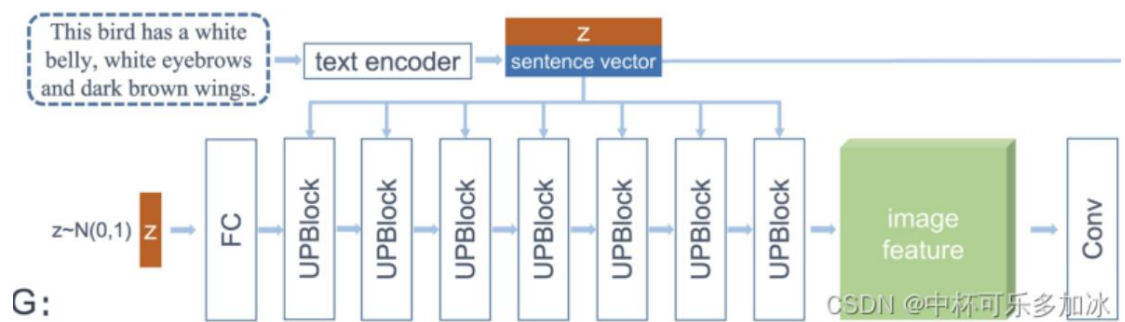 This bird has a white
belly, white eyebrows
and dark brown wings.
text encoder
z
sentence vector
z~N(0,1)
z
FC
UPBlock
UPBlock
UPBlock
UPBlock
UPBlock
UPBlock
UPBlock
image
feature
Conv
G:
CSDN @中杯可乐多加冰